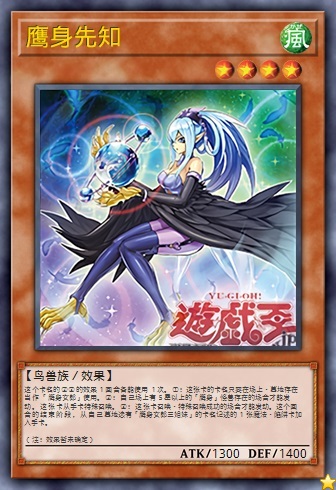 鹰身先知
風
YU-GI-OH!
遊戯王
【鸟兽族／效果】
这个卡名的②③的效果1回合各能使用1次。①：这张卡的卡名只要在场上·墓地存在
当作「鹰身女郎」使用。②：自己场上有5星以上的「鹰身」怪兽存在的场合才能发
动。这张卡从手卡特殊召唤。③：这张卡召唤·特殊召唤成功的场合才能发动。这个回
合的结束阶段，从自己墓地选有「鹰身女郎三姐妹」的卡名记述的1张魔法·陷阱卡加
入手卡。
（注：效果暂未确定）
ATK/1300 DEF/1400